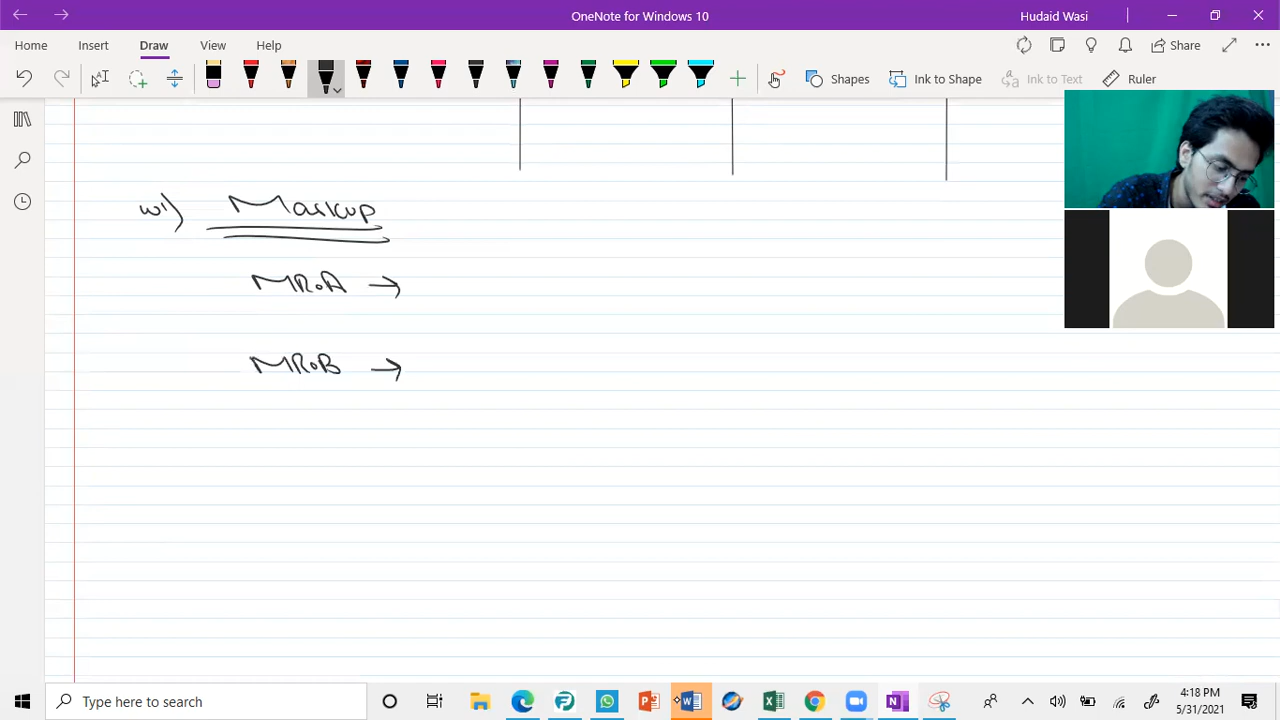 OneNote for Windows 10
Hudaid Wasi
Home Insert Draw View Help
Share
Shapes
Ink to Shape
Ink to Text
Ruler
w1) Markup
MR.A →
MR.B →
Type here to search
4:18 PM
5/31/2021